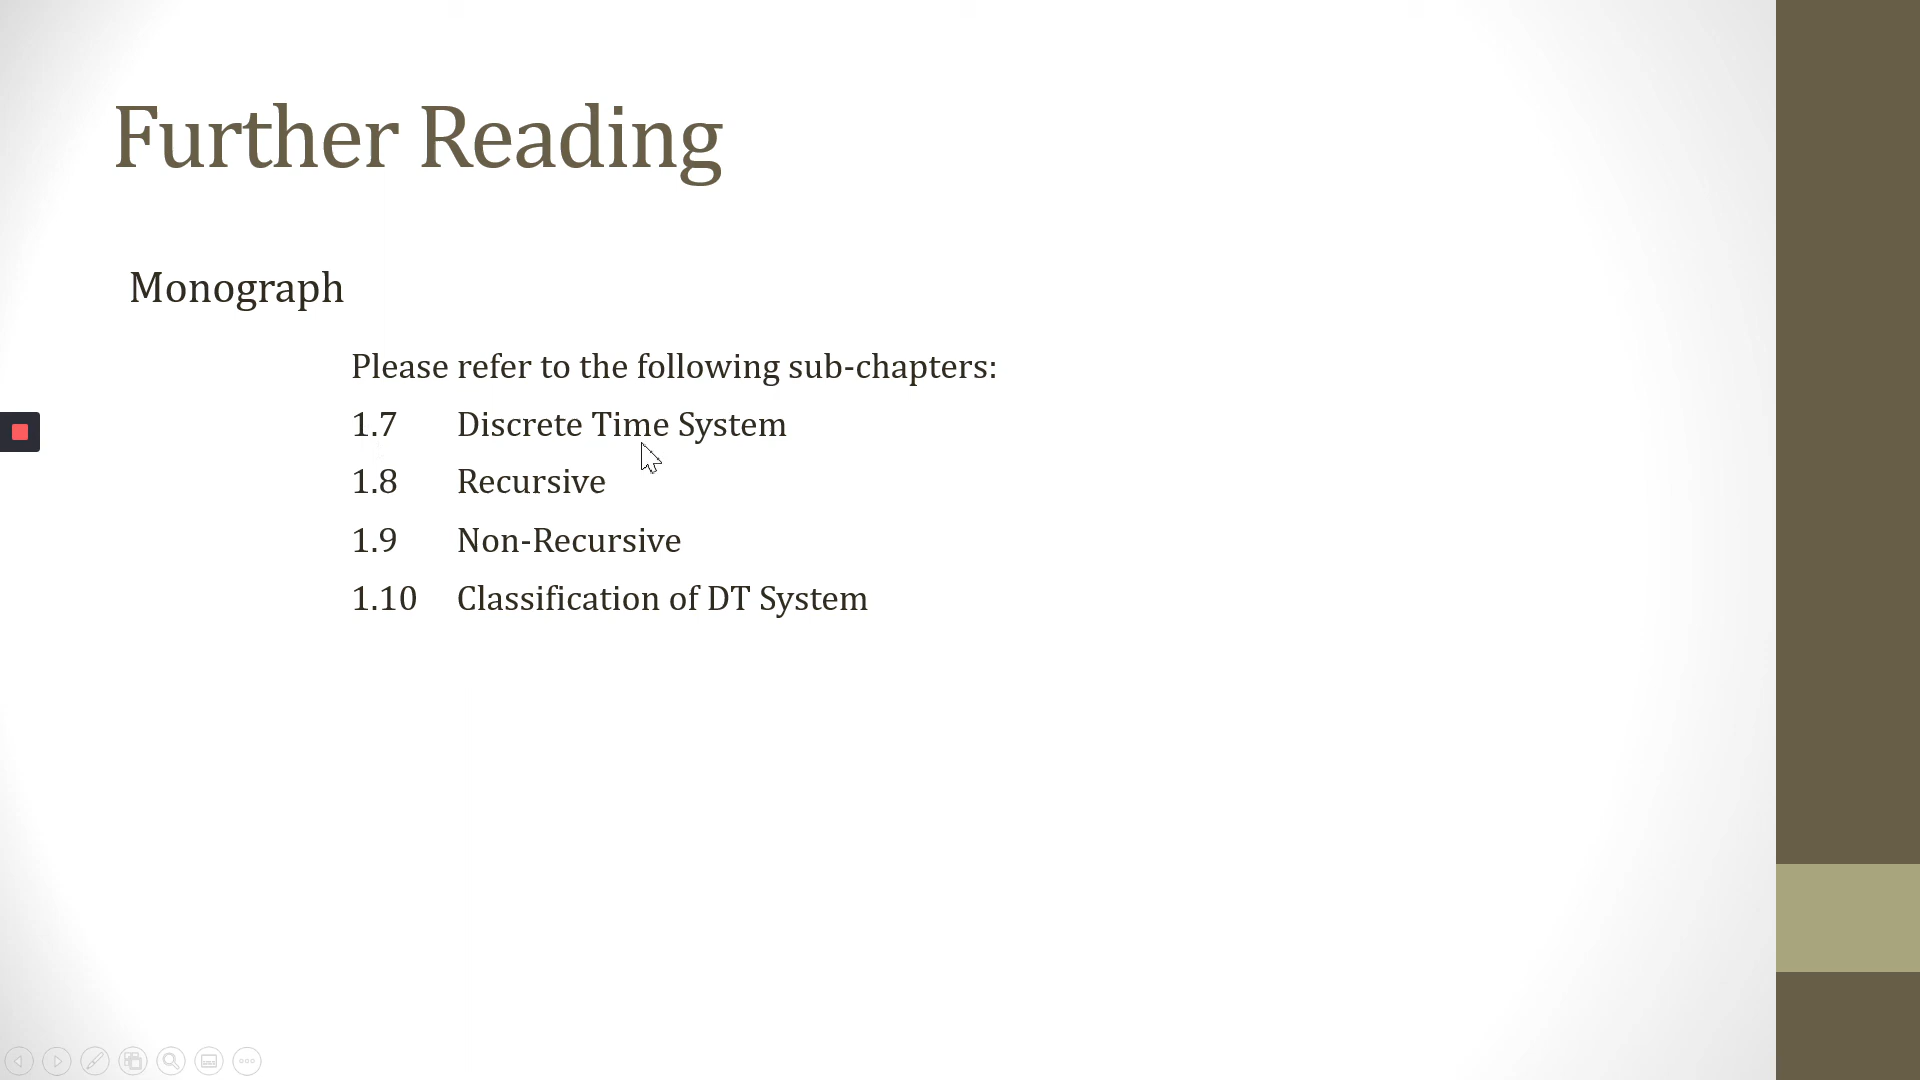 Further Reading
Monograph
Please refer to the following sub-chapters:
1.7 Discrete Time System
1.8 Recursive
1.9 Non-Recursive
1.10 Classification of DT System